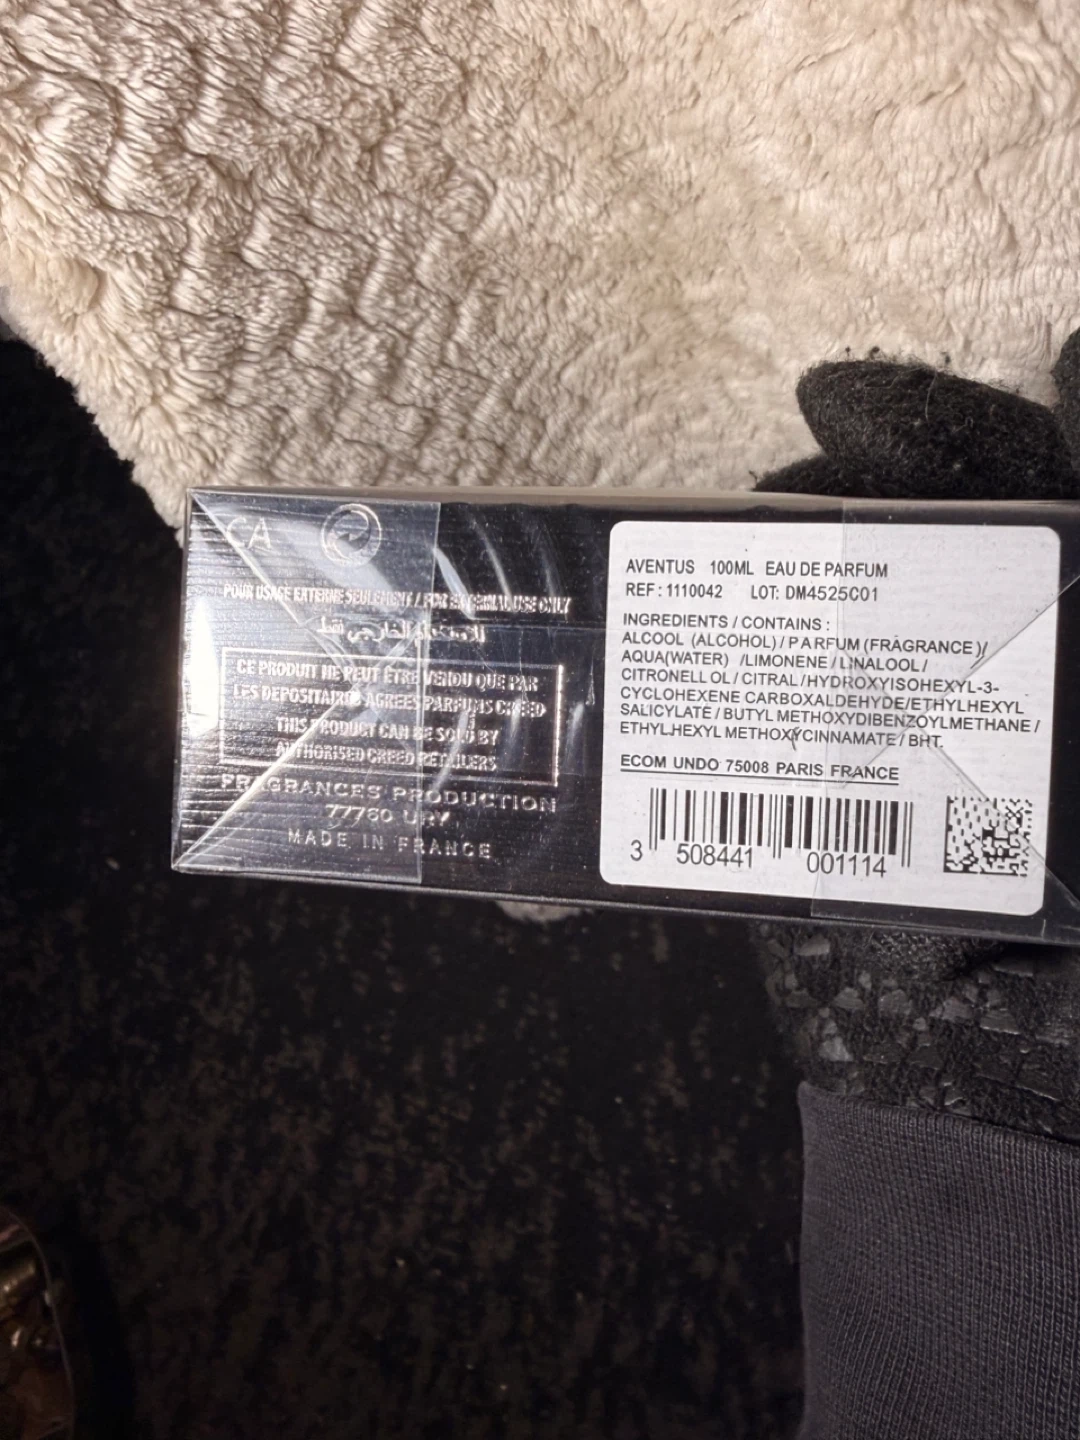 CA
POUR USAGE EXTERNE SEULEMENT / FOR EXTERNAL USE ONLY
CE PRODUIT NE PEUT ÊTRE VENDU QUE PAR
LES DEPOSITAIRES AGREES PARFUMS CREED
THIS PRODUCT CAN BE SOLD BY
AUTHORISED CREED RETAILERS
FRAGRANCES PRODUCTION
77760 URY
MADE IN FRANCE
AVENTUS 100ML EAU DE PARFUM
REF : 1110042 LOT: DM4525C01
INGREDIENTS / CONTAINS :
ALCOOL (ALCOHOL) / PARFUM (FRAGRANCE) /
AQUA(WATER) /LIMONENE / LINALOOL /
CITRONELL OL / CITRAL /HYDROXYISOHEXYL-3-
CYCLOHEXENE CARBOXALDEHYDE/ETHYLHEXYL
SALICYLATE / BUTYL METHOXYDIBENZOYLMETHANE /
ETHYLHEXYL METHOXYCINNAMATE / BHT.
ECOM UNDO 75008 PARIS FRANCE
3 508441 001114